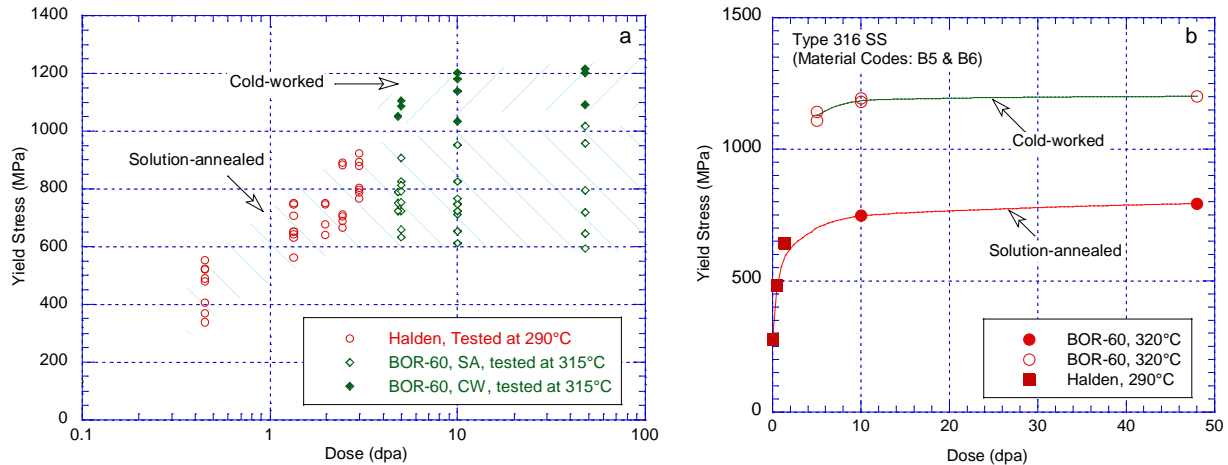 a
1400
1200
1000
800
600
400
200
0
Yield Stress (MPa)
Cold-worked
Solution-annealed
Halden, Tested at 290°C
BOR-60, SA, tested at 315°C
BOR-60, CW, tested at 315°C
0.1
1
10
100
Dose (dpa)
b
1500
1000
500
0
Yield Stress (MPa)
Type 316 SS
(Material Codes: B5 & B6)
Cold-worked
Solution-annealed
BOR-60, 320°C
BOR-60, 320°C
Halden, 290°C
0
10
20
30
40
50
Dose (dpa)